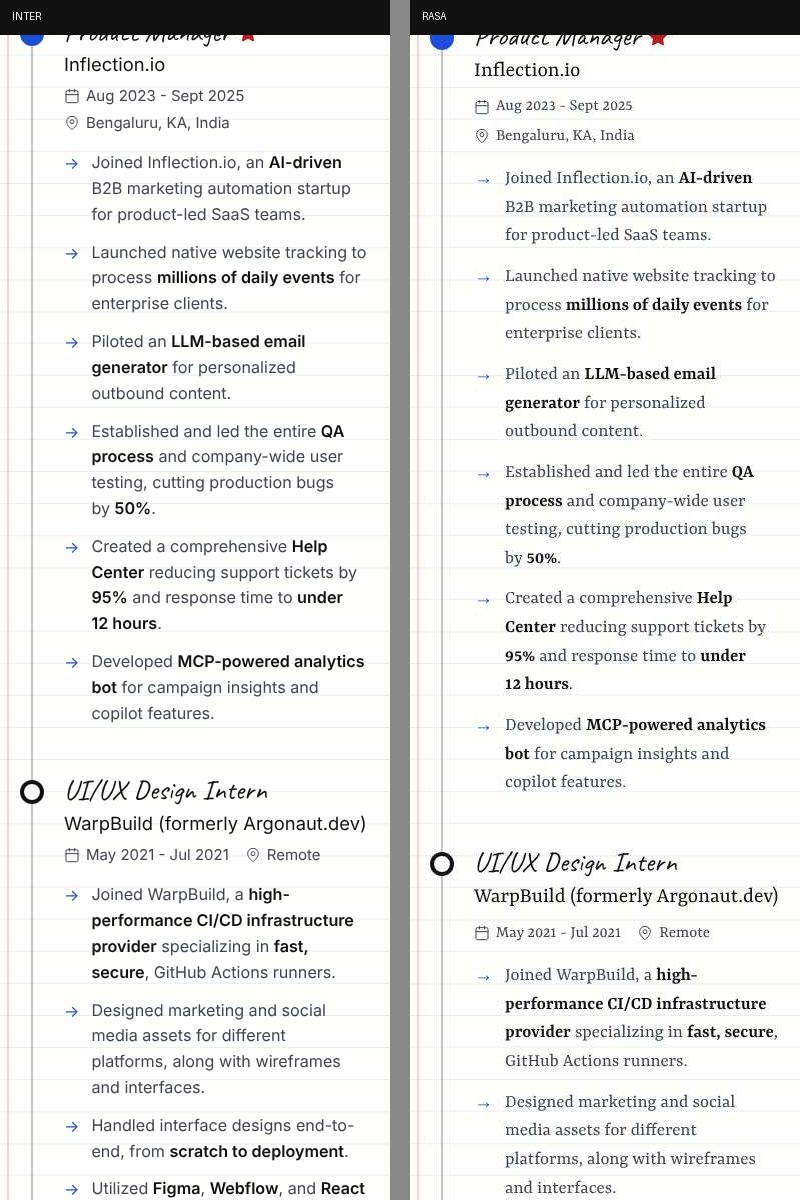 INTER
Product Manager
Inflection.io
Aug 2023 - Sept 2025
Bengaluru, KA, India
→ Joined Inflection.io, an AI-driven
B2B marketing automation startup
for product-led SaaS teams.
→ Launched native website tracking to
process millions of daily events for
enterprise clients.
→ Piloted an LLM-based email
generator for personalized
outbound content.
→ Established and led the entire QA
process and company-wide user
testing, cutting production bugs
by 50%.
→ Created a comprehensive Help
Center reducing support tickets by
95% and response time to under
12 hours.
→ Developed MCP-powered analytics
bot for campaign insights and
copilot features.
UI/UX Design Intern
WarpBuild (formerly Argonaut.dev)
May 2021 - Jul 2021 Remote
→ Joined WarpBuild, a high-
performance CI/CD infrastructure
provider specializing in fast,
secure, GitHub Actions runners.
→ Designed marketing and social
media assets for different
platforms, along with wireframes
and interfaces.
→ Handled interface designs end-to-
end, from scratch to deployment.
→ Utilized Figma, Webflow, and React
RASA
Product Manager
Inflection.io
Aug 2023 - Sept 2025
Bengaluru, KA, India
→ Joined Inflection.io, an AI-driven
B2B marketing automation startup
for product-led SaaS teams.
→ Launched native website tracking to
process millions of daily events for
enterprise clients.
→ Piloted an LLM-based email
generator for personalized
outbound content.
→ Established and led the entire QA
process and company-wide user
testing, cutting production bugs
by 50%.
→ Created a comprehensive Help
Center reducing support tickets by
95% and response time to under
12 hours.
→ Developed MCP-powered analytics
bot for campaign insights and
copilot features.
UI/UX Design Intern
WarpBuild (formerly Argonaut.dev)
May 2021 - Jul 2021 Remote
→ Joined WarpBuild, a high-
performance CI/CD infrastructure
provider specializing in fast, secure,
GitHub Actions runners.
→ Designed marketing and social
media assets for different
platforms, along with wireframes
and interfaces.